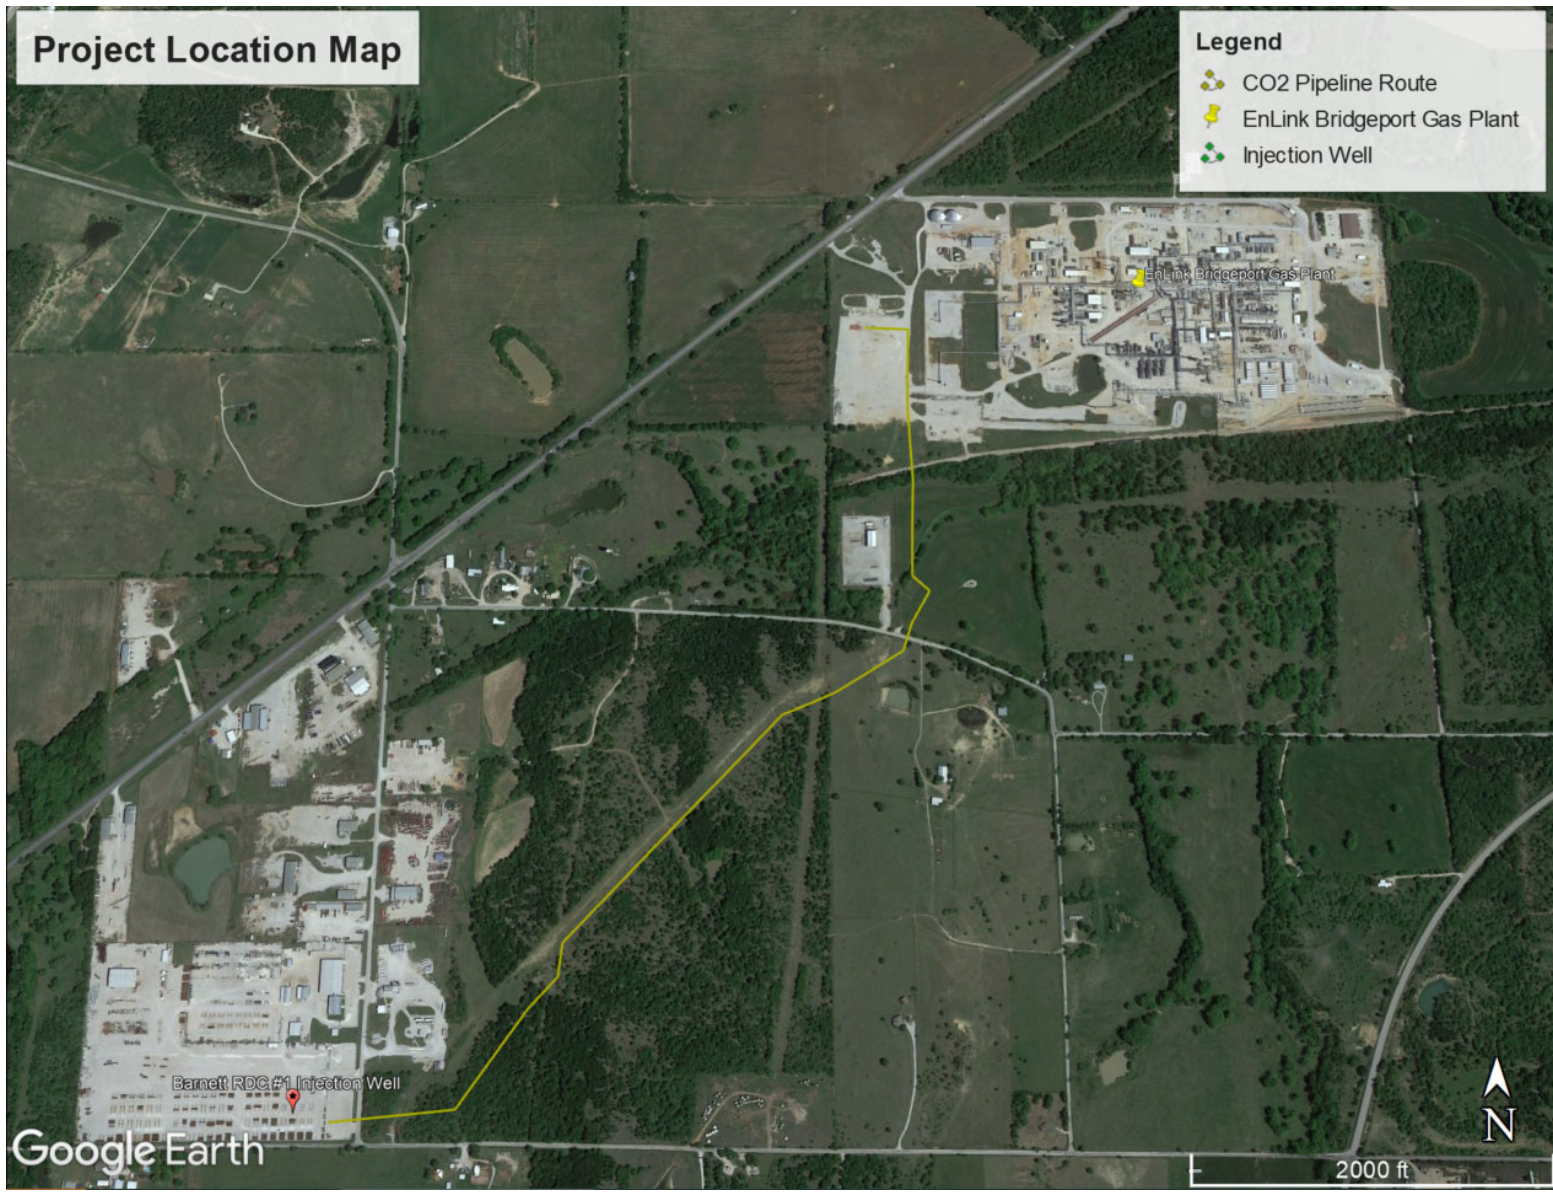 Project Location Map
Legend
CO2 Pipeline Route
EnLink Bridgeport Gas Plant
Injection Well
EnLink Bridgeport Gas Plant
Barnett RDC #1 Injection Well
Google Earth
N
2000 ft